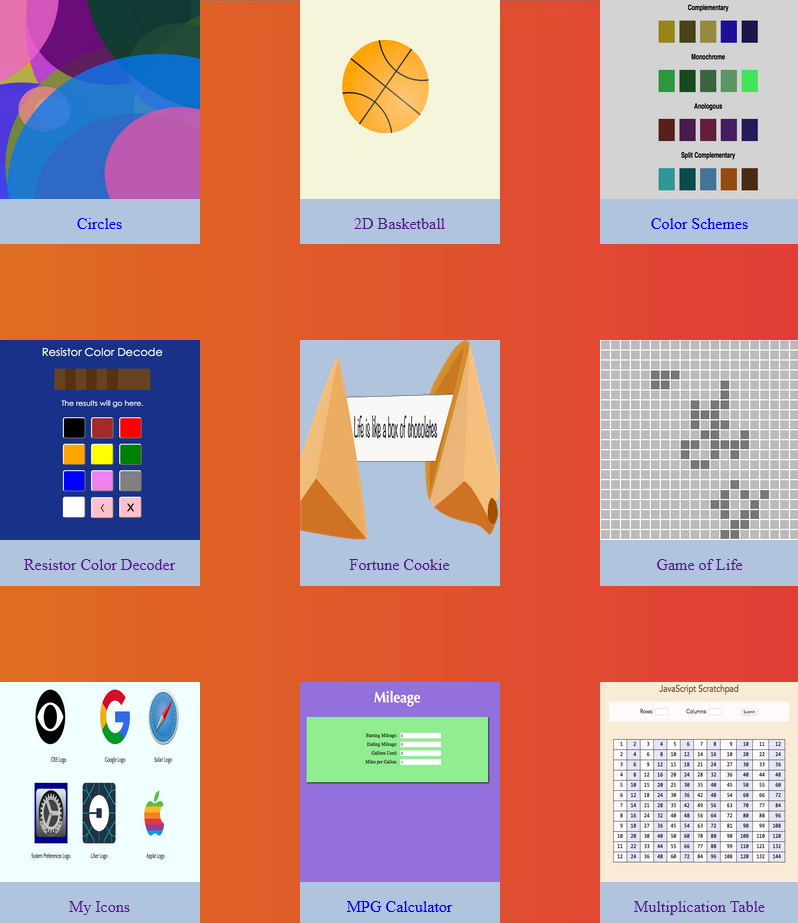 Complementary
Monochrome
Anologous
Split Complementary
Circles
2D Basketball
Color Schemes
Resistor Color Decode
The results will go here.
X
Life is like a box of chocolates
Resistor Color Decoder
Fortune Cookie
Game of Life
CBS Logo
Google Logo
Safari Logo
System Preferences Logo
Uber Logo
Apple Logo
Mileage
Starting Mileage: 0
Ending Mileage: 0
Gallons Used: 0
Miles per Gallon: 0
JavaScript Scratchpad
Rows: Columns: Submit
1 2 3 4 5 6 7 8 9 10 11 12
2 4 6 8 10 12 14 16 18 20 22 24
3 6 9 12 15 18 21 24 27 30 33 36
4 8 12 16 20 24 28 32 36 40 44 48
5 10 15 20 25 30 35 40 45 50 55 60
6 12 18 24 30 36 42 48 54 60 66 72
7 14 21 28 35 42 49 56 63 70 77 84
8 16 24 32 40 48 56 64 72 80 88 96
9 18 27 36 45 54 63 72 81 90 99 108
10 20 30 40 50 60 70 80 90 100 110 120
11 22 33 44 55 66 77 88 99 110 121 132
12 24 36 48 60 72 84 96 108 120 132 144
My Icons
MPG Calculator
Multiplication Table